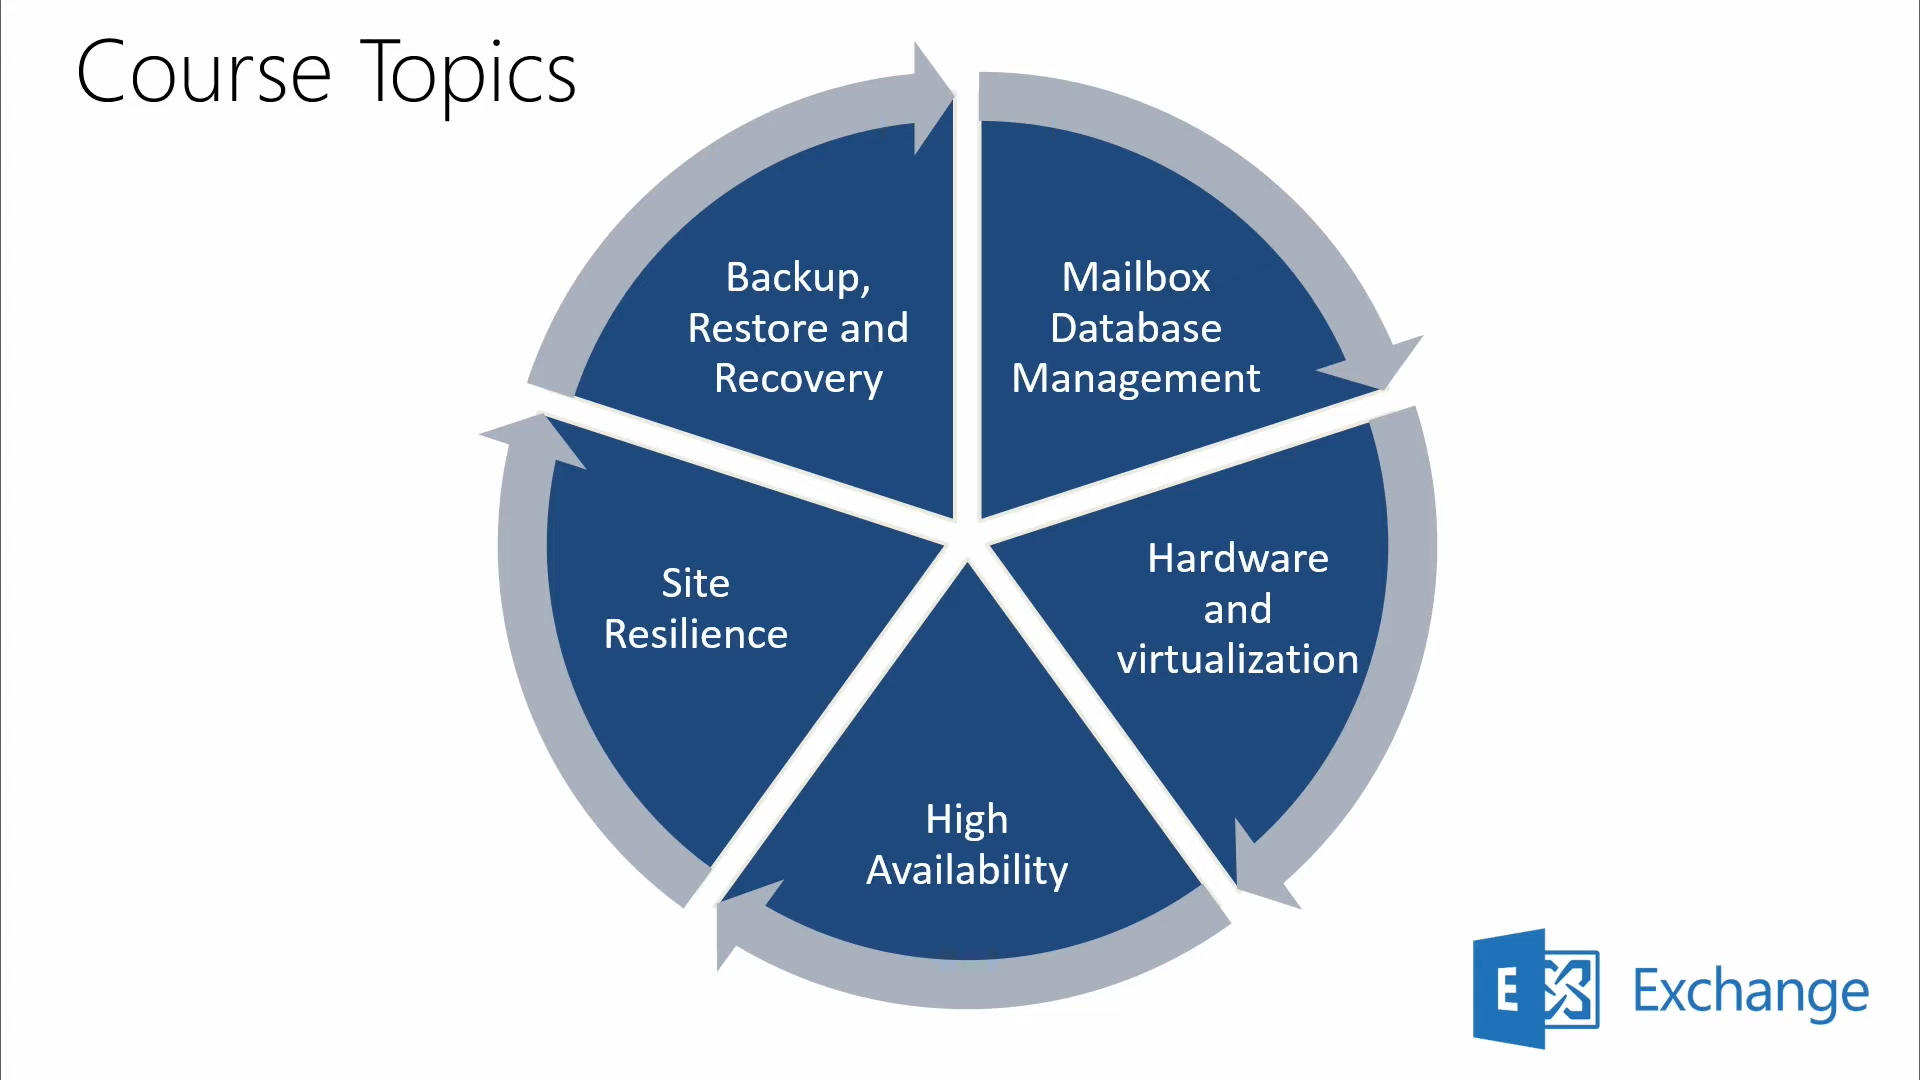 Course Topics
Backup,
Restore and
Recovery
Mailbox
Database
Management
Site
Resilience
Hardware
and
virtualization
High
Availability
E
Exchange